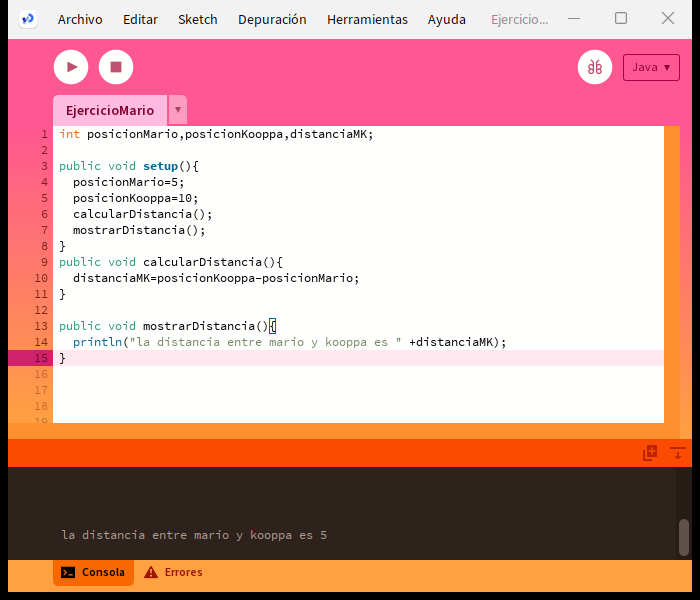 Archivo Editar Sketch Depuración Herramientas Ayuda Ejercicio...
Java ▾
EjercicioMario ▾
1 int posicionMario,posicionKooppa,distanciaMK;
2
3 public void setup(){
4   posicionMario=5;
5   posicionKooppa=10;
6   calcularDistancia();
7   mostrarDistancia();
8 }
9 public void calcularDistancia(){
10   distanciaMK=posicionKooppa-posicionMario;
11 }
12
13 public void mostrarDistancia(){
14   println("la distancia entre mario y kooppa es " +distanciaMK);
15 }
16
17
18
19
la distancia entre mario y kooppa es 5
Consola Errores